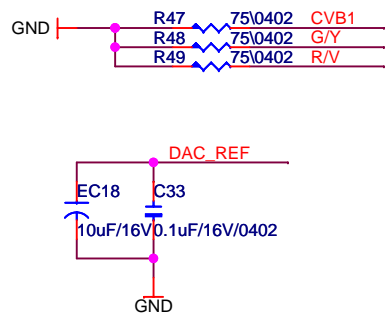 R47 75\0402 CVB1
GND R48 75\0402 G/Y
R49 75\0402 R/V
DAC_REF
EC18 C33
10uF/16V 0.1uF/16V/0402
GND